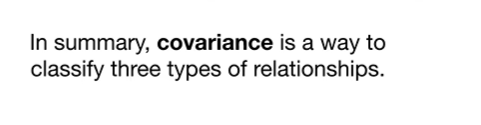 In summary, covariance is a way to
classify three types of relationships.